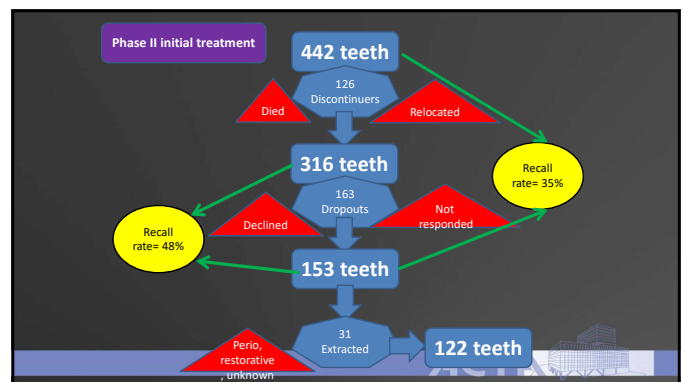 Phase II initial treatment
442 teeth
126
Discontinuers
Died
Relocated
316 teeth
Recall
rate= 35%
163
Dropouts
Declined
Not
responded
Recall
rate= 48%
153 teeth
31
Extracted
Perio,
restorative
, unknown
122 teeth